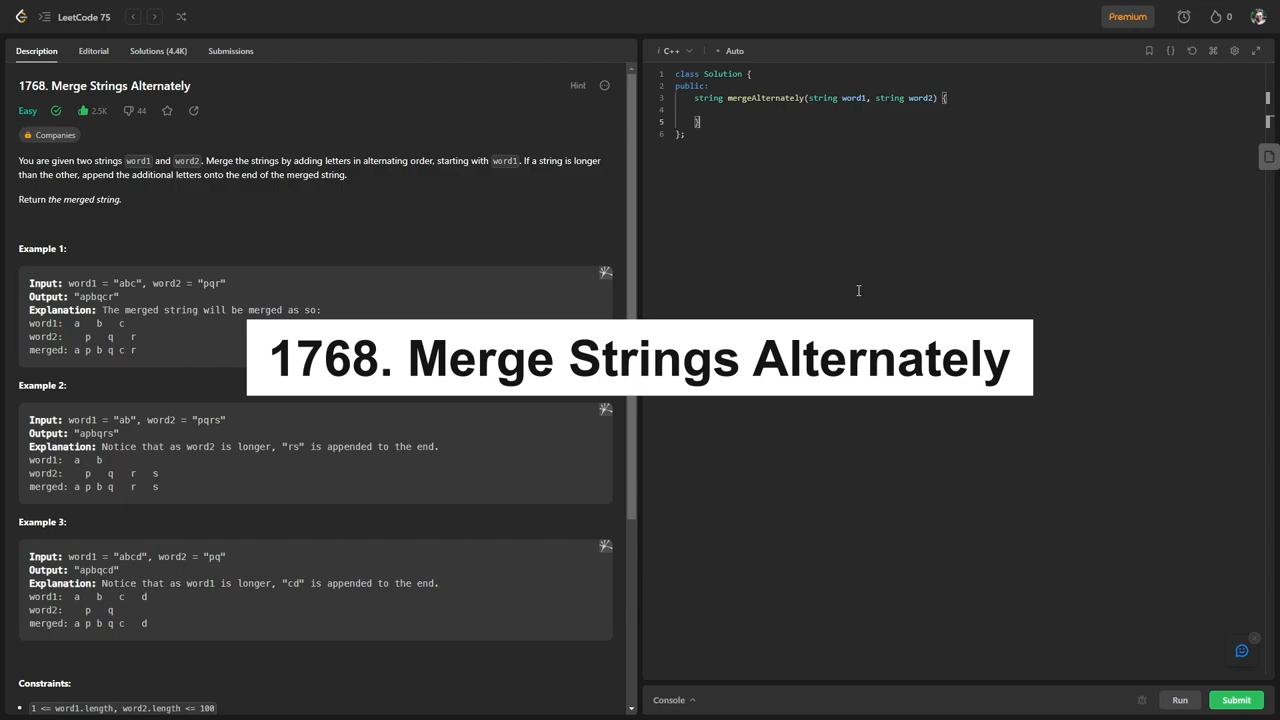 LeetCode 75
Premium
0
Description Editorial Solutions (4.4K) Submissions
1768. Merge Strings Alternately
Hint
Easy 2.5K 44
Companies
You are given two strings word1 and word2. Merge the strings by adding letters in alternating order, starting with word1. If a string is longer
than the other, append the additional letters onto the end of the merged string.
Return the merged string.
Example 1:
Input: word1 = "abc", word2 = "pqr"
Output: "apbqcr"
Explanation: The merged string will be merged as so:
word1: a b c
word2: p q r
merged: a p b q c r
Example 2:
Input: word1 = "ab", word2 = "pqrs"
Output: "apbqrs"
Explanation: Notice that as word2 is longer, "rs" is appended to the end.
word1: a b
word2: p q r s
merged: a p b q r s
Example 3:
Input: word1 = "abcd", word2 = "pq"
Output: "apbqcd"
Explanation: Notice that as word1 is longer, "cd" is appended to the end.
word1: a b c d
word2: p q
merged: a p b q c d
Constraints:
1 <= word1.length, word2.length <= 100
i C++ Auto
1 class Solution {
2 public:
3 string mergeAlternately(string word1, string word2) {
4
5 }
6 };
1768. Merge Strings Alternately
Console Run Submit